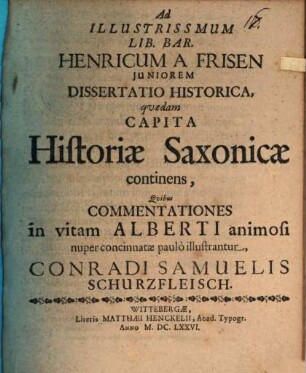 Ad
ILLUSTRISSMUM
LIB. BAR.
HENRICUM A FRISEN
JUNIOREM
DISSERTATIO HISTORICA,
quædam
CAPITA
Historiæ Saxonicæ
continens,
Quibus
COMMENTATIONES
in vitam ALBERTI animosi
nuper concinnatæ paulò illustrantur,
CONRADI SAMUELIS
SCHURZFLEISCH.
WITTEBERGÆ,
Literis MATTHÆI HENCKELII, Acad. Typogr.
ANNO M. DC. LXXVI.